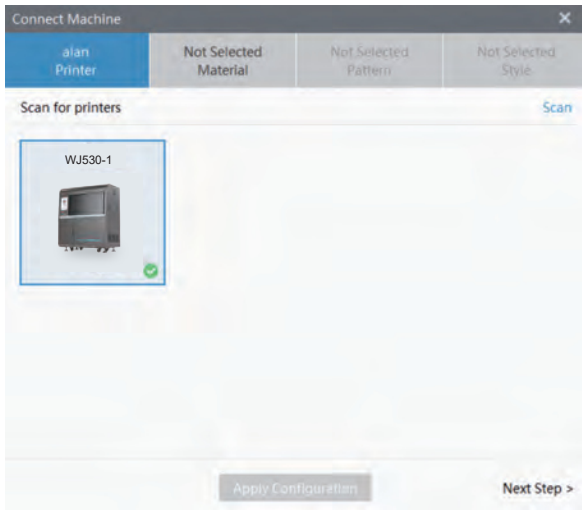 Connect Machine
alan
Printer
Not Selected
Material
Not Selected
Pattern
Not Selected
Style
Scan for printers
Scan
WJ530-1
Apply Configuration
Next Step >